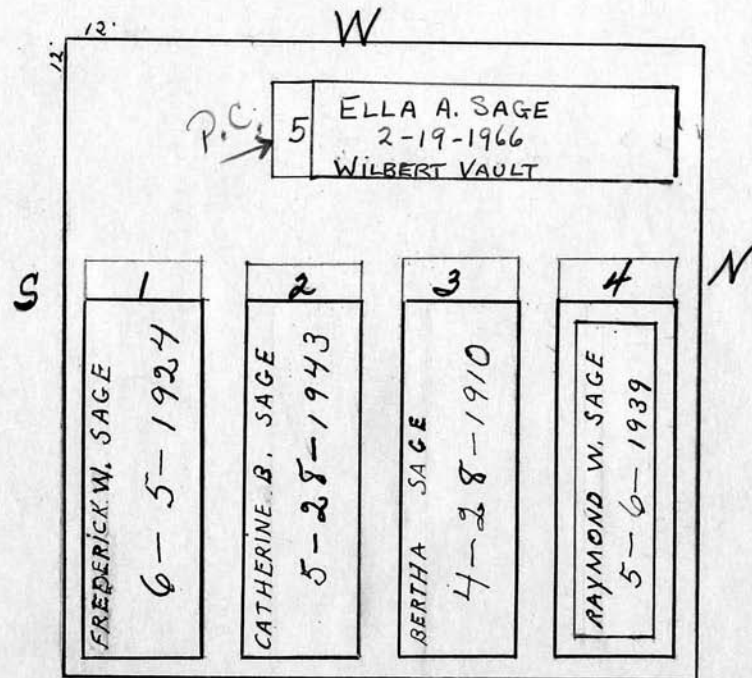 12'
12'
W
P.C.
5
ELLA A. SAGE
2-19-1966
WILBERT VAULT
S
N
1
FREDERICK W. SAGE
6-5-1924
2
CATHERINE B. SAGE
5-28-1943
3
BERTHA SAGE
4-28-1910
4
RAYMOND W. SAGE
5-6-1939